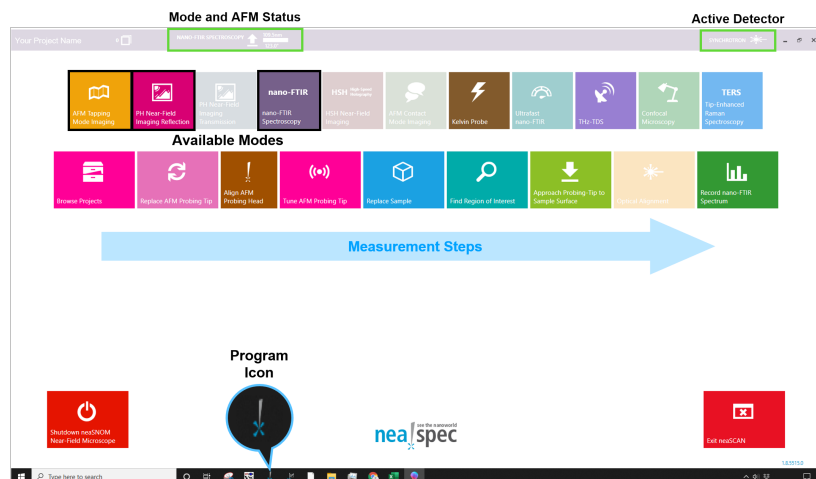 Mode and AFM Status
Active Detector
Your Project Name
NANO-FTIR SPECTROSCOPY
SYNCHROTRON
AFM Tapping
Mode Imaging
PH Near-Field
Imaging Reflection
PH Near-Field
Imaging
Transmission
nano-FTIR
nano-FTIR
Spectroscopy
HSH High Speed
Holography
HSH Near-Field
Imaging
AFM Contact
Mode Imaging
Kelvin Probe
Ultrafast
nano-FTIR
THz-TDS
Confocal
Microscopy
TERS
Tip-Enhanced
Raman
Spectroscopy
Available Modes
Browse Projects
Replace AFM Probing Tip
Align AFM
Probing Head
Tune AFM Probing Tip
Replace Sample
Find Region of Interest
Approach Probing-Tip to
Sample Surface
Optical Alignment
Record nano-FTIR
Spectrum
Measurement Steps
Program
Icon
Shutdown neaSNOM
Near-Field Microscope
see the nanoworld
neaspec
Exit neaSCAN
Type here to search